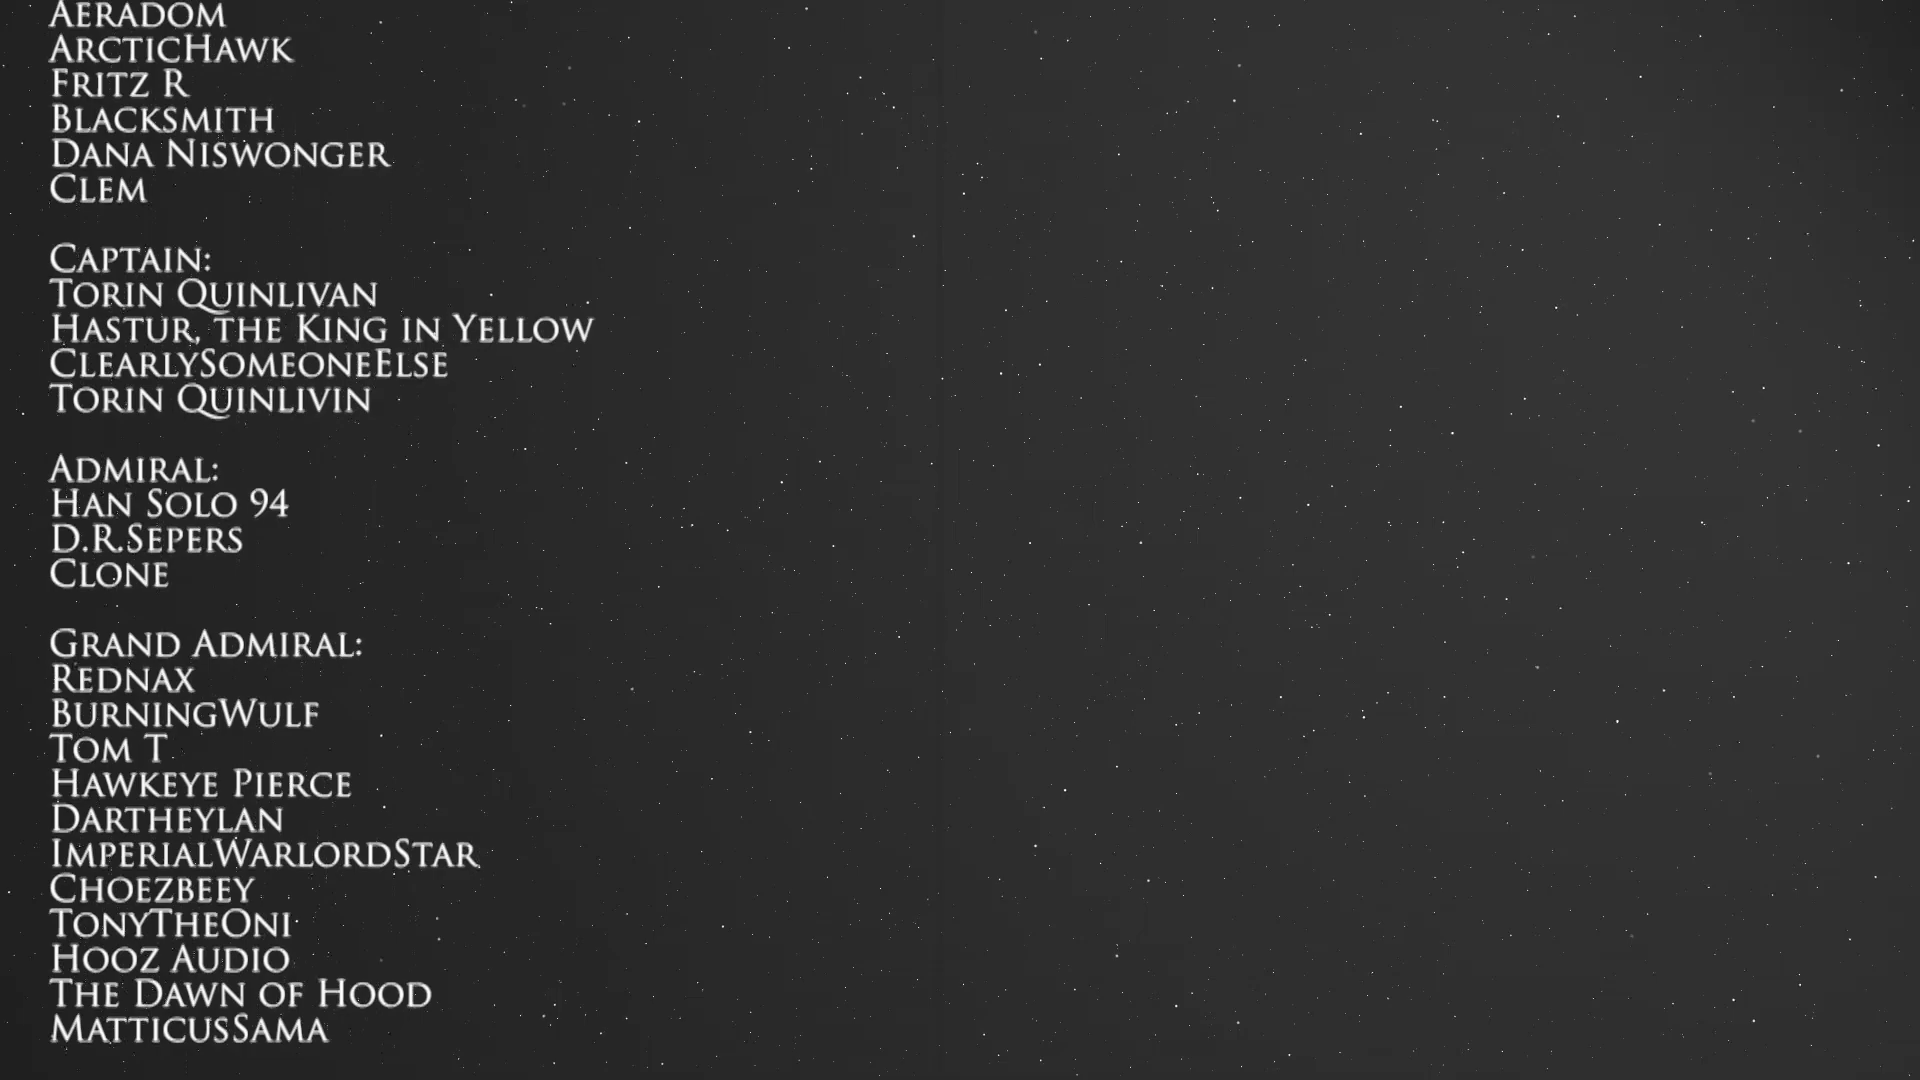 Aeradom
ArcticHawk
Fritz R
Blacksmith
Dana Niswonger
Clem
Captain:
Torin Quinlivan
Hastur, the King in Yellow
ClearlySomeoneElse
Torin Quinlivin
Admiral:
Han Solo 94
D.R.Sepers
Clone
Grand Admiral:
Rednax
BurningWulf
Tom T
Hawkeye Pierce
Dartheylan
ImperialWarlordStar
Choezbeey
TonyTheOni
Hooz Audio
The Dawn of Hood
MatticusSama